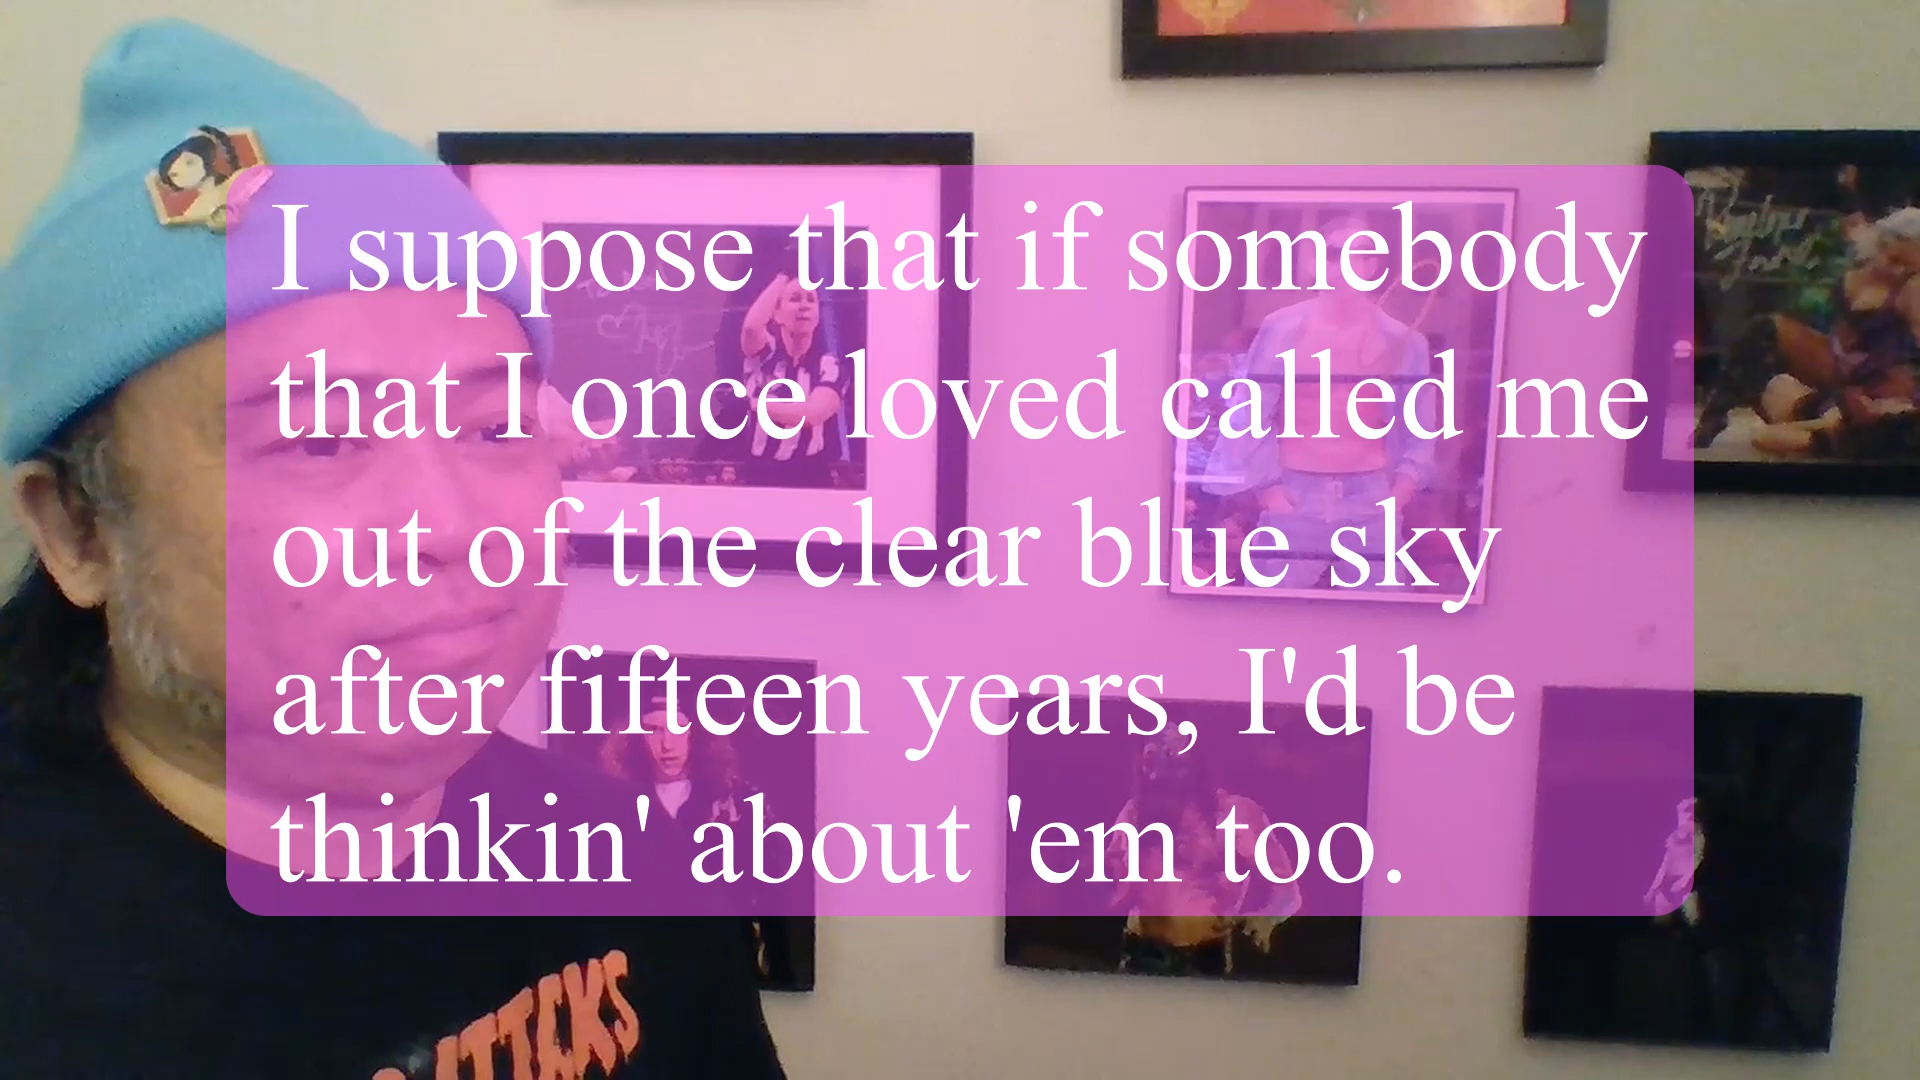 I suppose that if somebody
that I once loved called me
out of the clear blue sky
after fifteen years, I'd be
thinkin' about 'em too.